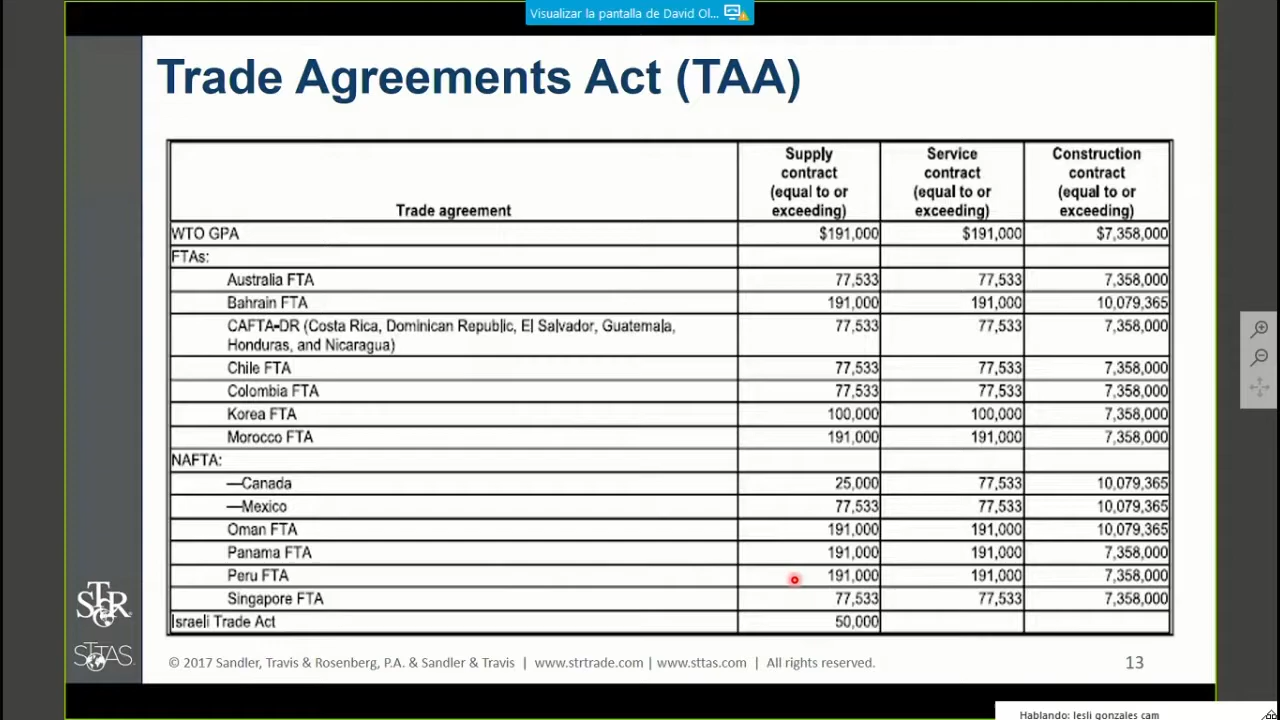 Visualizar la pantalla de David Ol...
Trade Agreements Act (TAA)
Trade agreement
Supply
contract
(equal to or
exceeding)
Service
contract
(equal to or
exceeding)
Construction
contract
(equal to or
exceeding)
WTO GPA $191,000 $191,000 $7,358,000
FTAs:
Australia FTA 77,533 77,533 7,358,000
Bahrain FTA 191,000 191,000 10,079,365
CAFTA-DR (Costa Rica, Dominican Republic, El Salvador, Guatemala,
Honduras, and Nicaragua) 77,533 77,533 7,358,000
Chile FTA 77,533 77,533 7,358,000
Colombia FTA 77,533 77,533 7,358,000
Korea FTA 100,000 100,000 7,358,000
Morocco FTA 191,000 191,000 7,358,000
NAFTA:
—Canada 25,000 77,533 10,079,365
—Mexico 77,533 77,533 10,079,365
Oman FTA 191,000 191,000 10,079,365
Panama FTA 191,000 191,000 7,358,000
Peru FTA 191,000 191,000 7,358,000
Singapore FTA 77,533 77,533 7,358,000
Israeli Trade Act 50,000
STTAS
© 2017 Sandler, Travis & Rosenberg, P.A. & Sandler & Travis | www.strtrade.com | www.sttas.com | All rights reserved.
13
Hablando: lesli gonzales cam